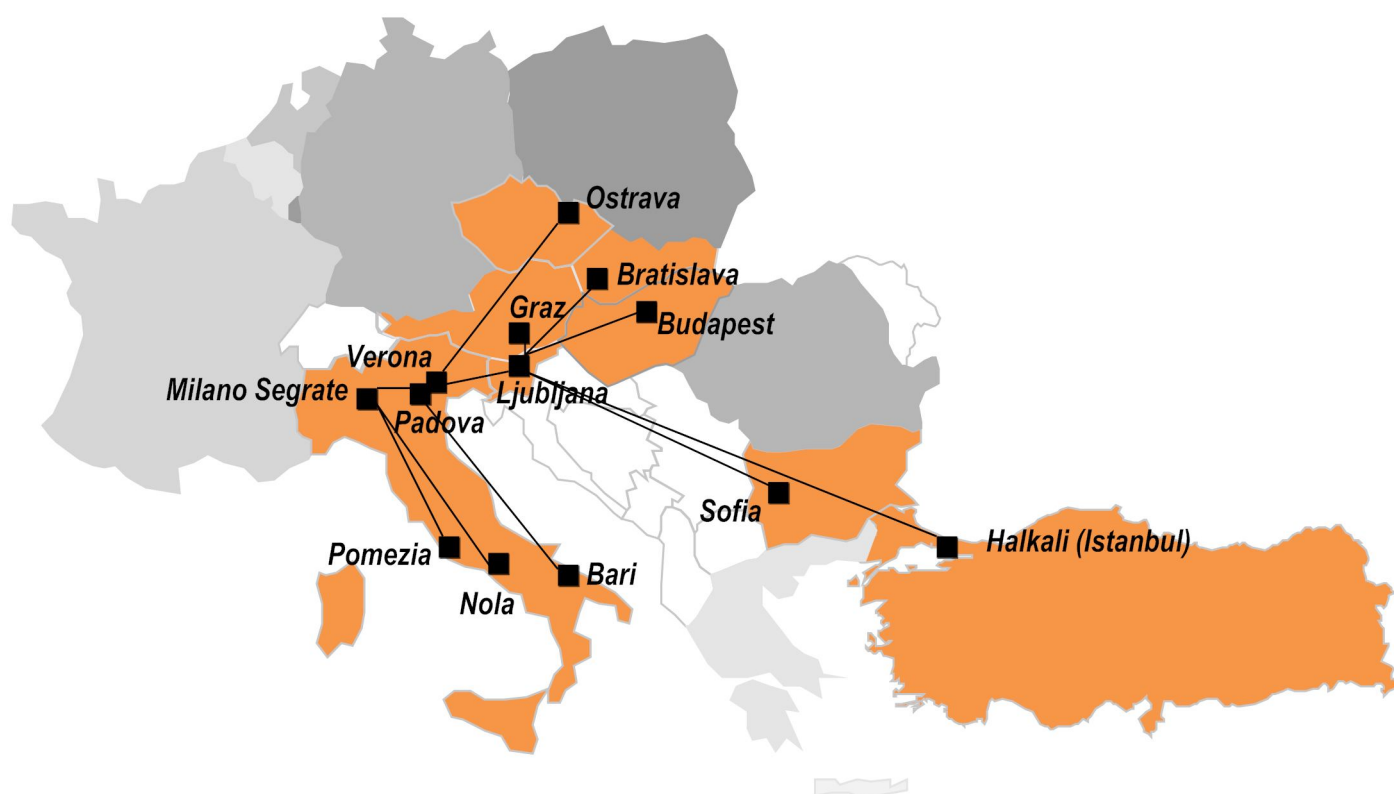 Ostrava
Bratislava
Graz
Budapest
Verona
Milano Segrate
Ljubljana
Padova
Sofia
Halkali (Istanbul)
Pomezia
Bari
Nola